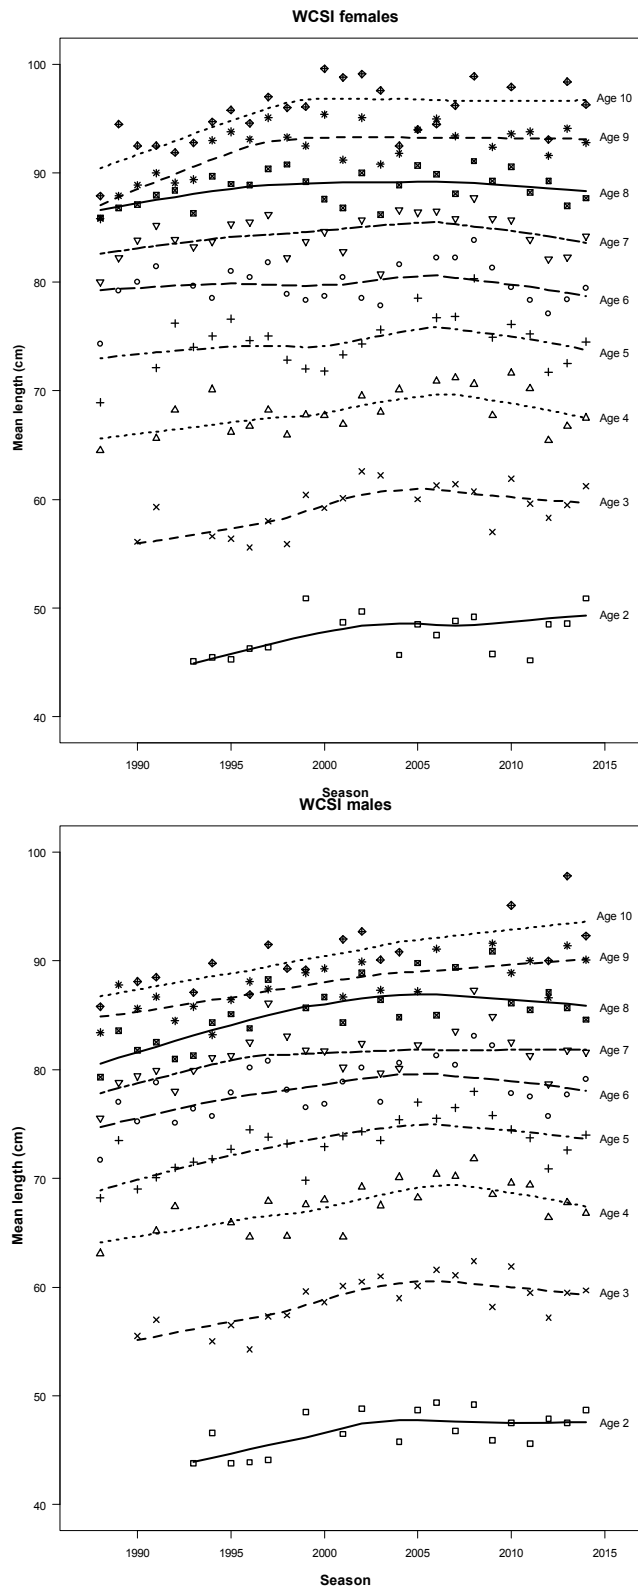 WCSI females
100
90
80
70
60
50
40
Mean length (cm)
Age 10
Age 9
Age 8
Age 7
Age 6
Age 5
Age 4
Age 3
Age 2
1990 1995 2000 2005 2010 2015
Season
WCSI males
100
90
80
70
60
50
40
Mean length (cm)
Age 10
Age 9
Age 8
Age 7
Age 6
Age 5
Age 4
Age 3
Age 2
1990 1995 2000 2005 2010 2015
Season